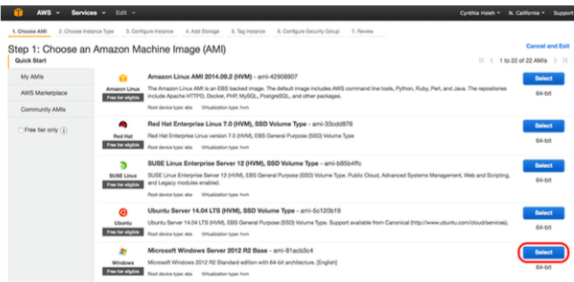 AWS Services Edit Cynthia Hsieh N. California Support
1. Choose AMI 2. Choose Instance Type 3. Configure Instance 4. Add Storage 5. Tag Instance 6. Configure Security Group 7. Review
Step 1: Choose an Amazon Machine Image (AMI) Cancel and Exit
Quick Start 1 to 22 of 22 AMIs
My AMIs
AWS Marketplace
Community AMIs
Free tier only
Amazon Linux
Free tier eligible
Amazon Linux AMI 2014.09.2 (HVM) - ami-42908907
The Amazon Linux AMI is an EBS backed image. The default image includes AWS command line tools, Python, Ruby, Perl, and Java. The repositories
include Apache HTTPD, Docker, PHP, MySQL, PostgreSQL, and other packages.
Root device type: ebs Virtualization type: hvm
Select
64-bit
Red Hat
Free tier eligible
Red Hat Enterprise Linux 7.0 (HVM), SSD Volume Type - ami-33cdd876
Red Hat Enterprise Linux version 7.0 (HVM), EBS General Purpose (SSD) Volume Type
Root device type: ebs Virtualization type: hvm
Select
64-bit
SUSE Linux
Free tier eligible
SUSE Linux Enterprise Server 12 (HVM), SSD Volume Type - ami-b95b4ffc
SUSE Linux Enterprise Server 12 (HVM), EBS General Purpose (SSD) Volume Type. Public Cloud, Advanced Systems Management, Web and Scripting,
and Legacy modules enabled.
Root device type: ebs Virtualization type: hvm
Select
64-bit
Ubuntu
Free tier eligible
Ubuntu Server 14.04 LTS (HVM), SSD Volume Type - ami-5c120b19
Ubuntu Server 14.04 LTS (HVM), EBS General Purpose (SSD) Volume Type. Support available from Canonical (http://www.ubuntu.com/cloud/services).
Root device type: ebs Virtualization type: hvm
Select
64-bit
Windows
Free tier eligible
Microsoft Windows Server 2012 R2 Base - ami-81acb3c4
Microsoft Windows 2012 R2 Standard edition with 64-bit architecture. [English]
Root device type: ebs Virtualization type: hvm
Select
64-bit